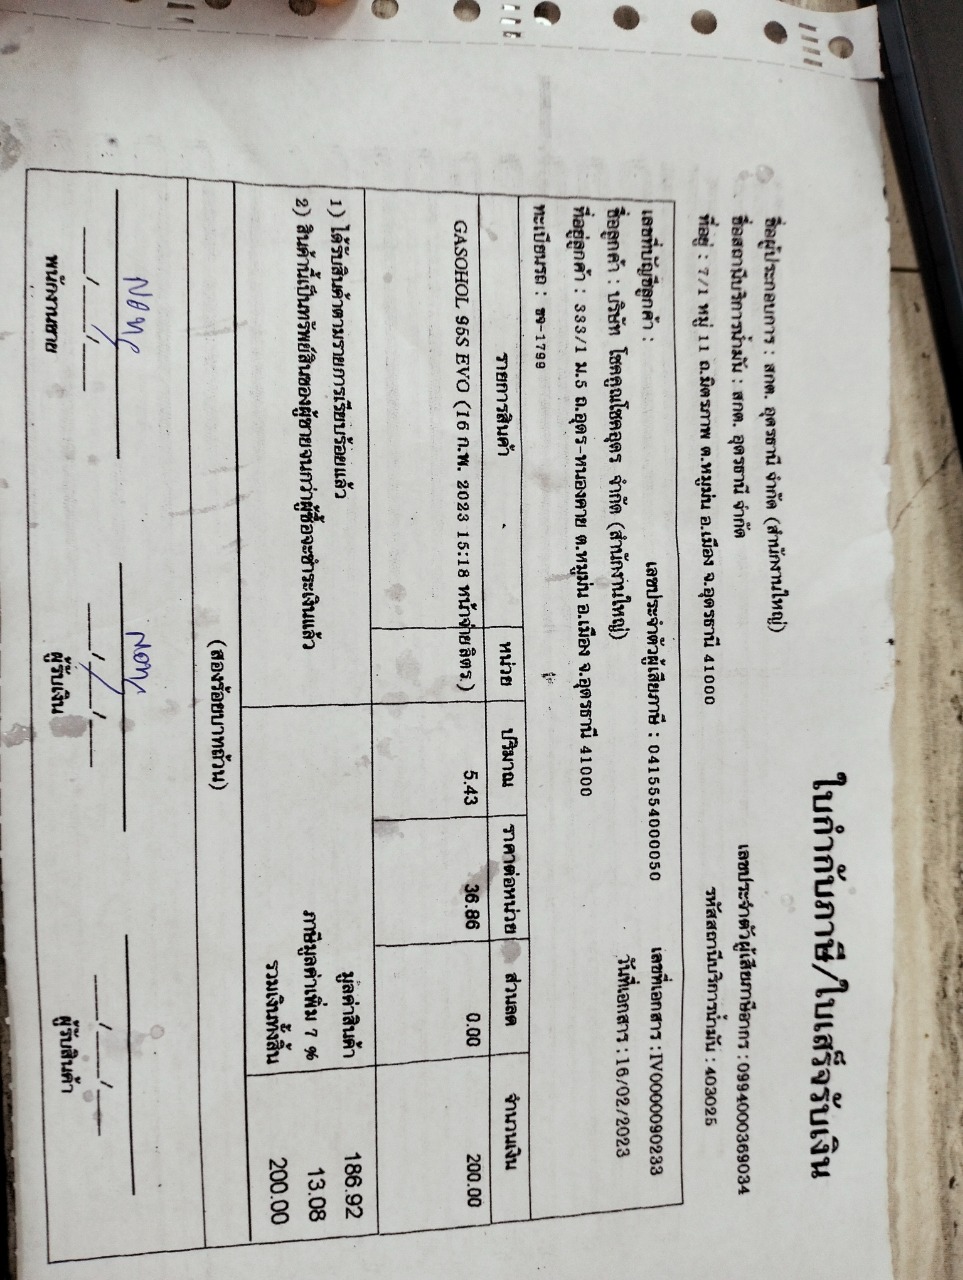 ใบกำกับภาษี/ใบเสร็จรับเงิน
ชื่อผู้ประกอบการ : สกต. อุดรธานี จำกัด (สำนักงานใหญ่) เลขประจำตัวผู้เสียภาษีอากร : 0994000369034
ชื่อสถานีบริการน้ำมัน : สกต. อุดรธานี จำกัด รหัสสถานีบริการน้ำมัน : 403025
ที่อยู่ : 7/1 หมู่ 11 ถ.มิตรภาพ ต.หมูม่น อ.เมือง จ.อุดรธานี 41000
เลขที่บัญชีลูกค้า : เลขประจำตัวผู้เสียภาษี : 0415554000050 เลขที่เอกสาร : IV0000090233
ชื่อลูกค้า : บริษัท โชคคูณโชคอุดร จำกัด (สำนักงานใหญ่) วันที่เอกสาร : 16/02/2023
ที่อยู่ลูกค้า : 333/1 ม.5 ถ.อุดร-หนองคาย ต.หมูม่น อ.เมือง จ.อุดรธานี 41000
ทะเบียนรถ : ชจ-1799
รายการสินค้า หน่วย ปริมาณ ราคาต่อหน่วย ส่วนลด จำนวนเงิน
GASOHOL 95S EVO (16 ก.พ. 2023 15:18 หน้าจ่ายลิตร.) 5.43 36.86 0.00 200.00
1) ได้รับสินค้าตามรายการเรียบร้อยแล้ว มูลค่าสินค้า 186.92
2) สินค้านี้เป็นทรัพย์สินของผู้ขายจนกว่าผู้ซื้อจะชำระเงินแล้ว ภาษีมูลค่าเพิ่ม 7 % 13.08
รวมเงินทั้งสิ้น 200.00
(สองร้อยบาทถ้วน)
___/___/___ ___/___/___ ___/___/___
พนักงานขาย ผู้รับเงิน ผู้รับสินค้า